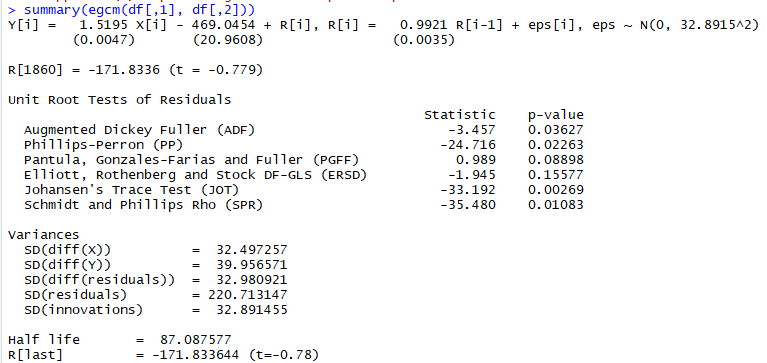 > summary(egcm(df[,1], df[,2]))
Y[i] =   1.5195 X[i] - 469.0454 + R[i], R[i] =   0.9921 R[i-1] + eps[i], eps ~ N(0, 32.8915^2)
        (0.0047)       (20.9608)                (0.0035)
R[1860] = -171.8336 (t = -0.779)
Unit Root Tests of Residuals
                                                    Statistic    p-value
  Augmented Dickey Fuller (ADF)                        -3.457    0.03627
  Phillips-Perron (PP)                                -24.716    0.02263
  Pantula, Gonzales-Farias and Fuller (PGFF)            0.989    0.08898
  Elliott, Rothenberg and Stock DF-GLS (ERSD)          -1.945    0.15577
  Johansen's Trace Test (JOT)                         -33.192    0.00269
  Schmidt and Phillips Rho (SPR)                      -35.480    0.01083
Variances
  SD(diff(X))          =  32.497257
  SD(diff(Y))          =  39.956571
  SD(diff(residuals))  =  32.980921
  SD(residuals)        = 220.713147
  SD(innovations)      =  32.891455
Half life       =  87.087577
R[last]         = -171.833644 (t=-0.78)